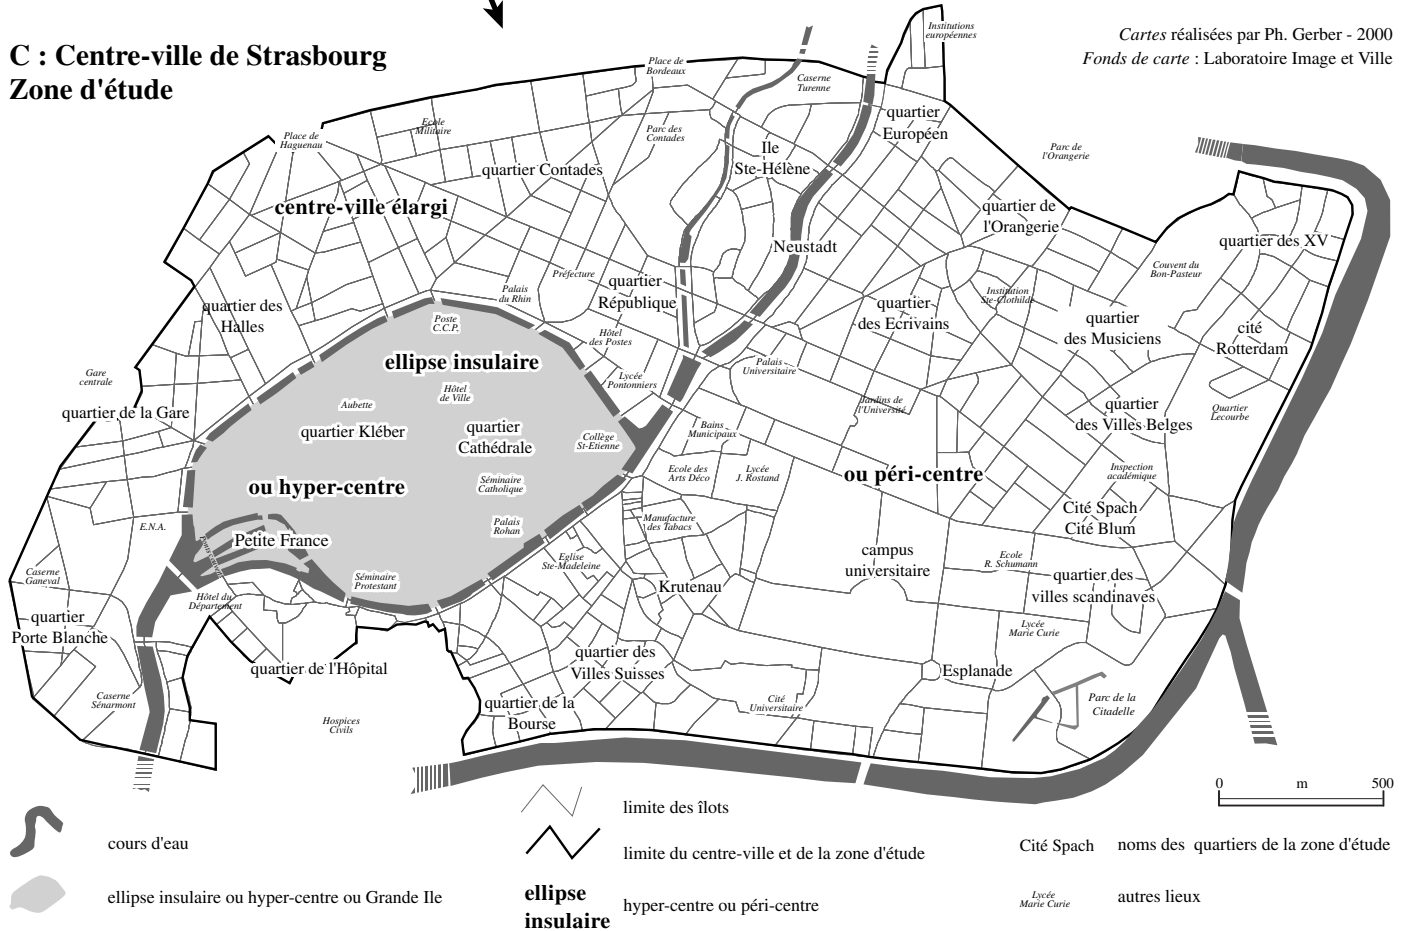 C : Centre-ville de Strasbourg
Zone d'étude
Cartes réalisées par Ph. Gerber - 2000
Fonds de carte : Laboratoire Image et Ville
Institutions
européennes
Place de
Bordeaux
Caserne
Turenne
quartier
Européen
Ecole
Militaire
Place de
Haguenau
Parc des
Contades
Ile
Ste-Hélène
Parc de
l'Orangerie
quartier Contades
centre-ville élargi
quartier de
l'Orangerie
Neustadt
quartier des XV
Couvent du
Bon-Pasteur
Préfecture
Palais
du Rhin
quartier
République
Institution
Ste-Clothilde
quartier des
Halles
quartier
des Ecrivains
Poste
C.C.P.
Hôtel
des Postes
quartier
des Musiciens
cité
Rotterdam
ellipse insulaire
Palais
Universitaire
Gare
centrale
Lycée
Pontonniers
Hôtel
de Ville
Aubette
Jardins de
l'Université
quartier de la Gare
quartier
des Villes Belges
Quartier
Lecourbe
quartier Kléber
quartier
Cathédrale
Collège
St-Etienne
Bains
Municipaux
Ecole des
Arts Déco
Lycée
J. Rostand
ou péri-centre
Inspection
académique
ou hyper-centre
Séminaire
Catholique
Cité Spach
Cité Blum
E.N.A.
Palais
Rohan
Manufacture
des Tabacs
Petite France
Ponts couverts
Eglise
Ste-Madeleine
campus
universitaire
Ecole
R. Schumann
Caserne
Ganeval
Séminaire
Protestant
Krutenau
quartier des
villes scandinaves
Hôtel du
Département
quartier
Porte Blanche
Lycée
Marie Curie
quartier de l'Hôpital
quartier des
Villes Suisses
Esplanade
Caserne
Sénarmont
quartier de la
Bourse
Cité
Universitaire
Parc de la
Citadelle
Hospices
Civils
0 m 500
limite des îlots
cours d'eau
limite du centre-ville et de la zone d'étude
Cité Spach noms des quartiers de la zone d'étude
ellipse insulaire ou hyper-centre ou Grande Ile
ellipse
insulaire
hyper-centre ou péri-centre
Lycée
Marie Curie
autres lieux